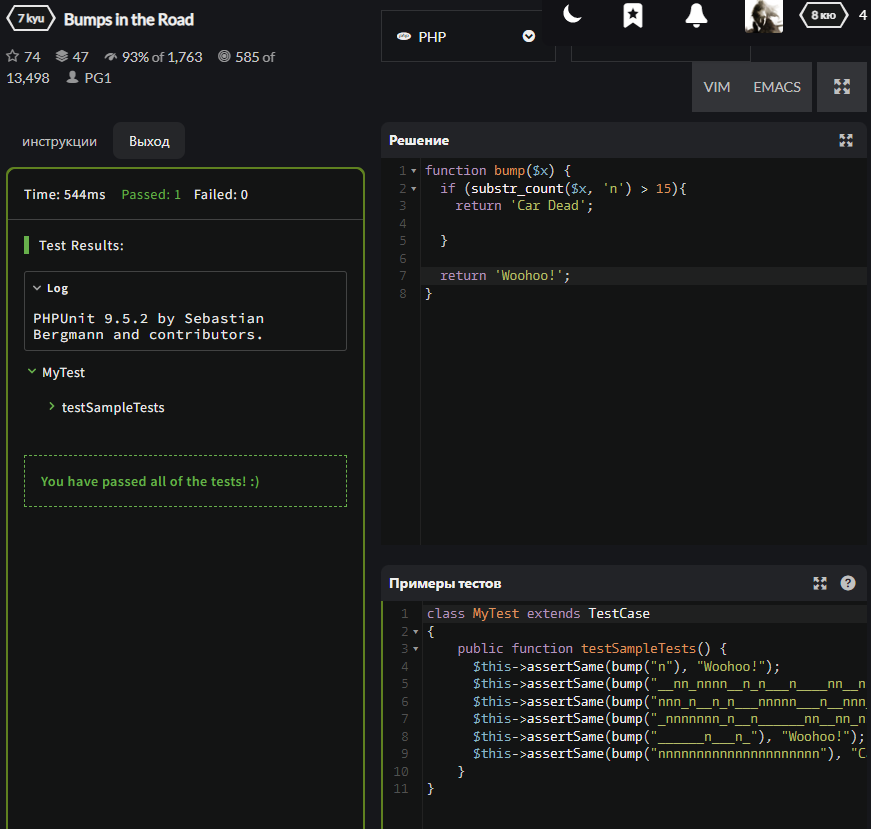 7 kyu Bumps in the Road
74 47 93% of 1,763 585 of
13,498 PG1
инструкции Выход
Time: 544ms Passed: 1 Failed: 0
Test Results:
Log
PHPUnit 9.5.2 by Sebastian
Bergmann and contributors.
MyTest
testSampleTests
You have passed all of the tests! :)
php PHP
8 кю 4
VIM EMACS
Решение
1 function bump($x) {
2 if (substr_count($x, 'n') > 15){
3 return 'Car Dead';
4
5 }
6
7 return 'Woohoo!';
8 }
Примеры тестов
1 class MyTest extends TestCase
2 {
3 public function testSampleTests() {
4 $this->assertSame(bump("n"), "Woohoo!");
5 $this->assertSame(bump("__nn_nnnn__n_n___n____nn__n
6 $this->assertSame(bump("nnn_n__n_n___nnnnn___n__nnn_
7 $this->assertSame(bump("_nnnnnnn_n__n______nn__nn_n
8 $this->assertSame(bump("______n___n_"), "Woohoo!");
9 $this->assertSame(bump("nnnnnnnnnnnnnnnnnnnnn"), "C
10 }
11 }